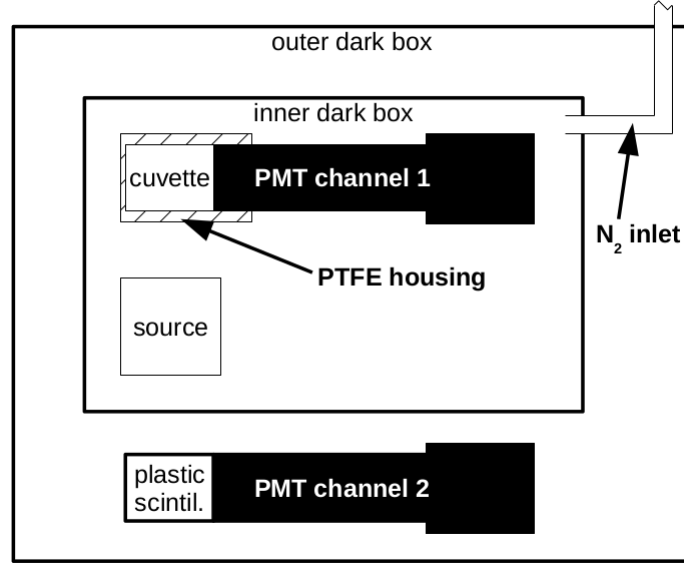 outer dark box
inner dark box
cuvette
PMT channel 1
N₂ inlet
PTFE housing
source
plastic
scintil.
PMT channel 2